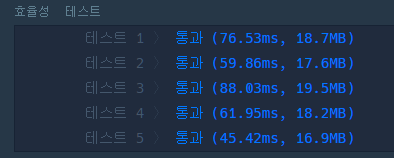 효율성 테스트
테스트 1 〉 통과 (76.53ms, 18.7MB)
테스트 2 〉 통과 (59.86ms, 17.6MB)
테스트 3 〉 통과 (88.03ms, 19.5MB)
테스트 4 〉 통과 (61.95ms, 18.2MB)
테스트 5 〉 통과 (45.42ms, 16.9MB)